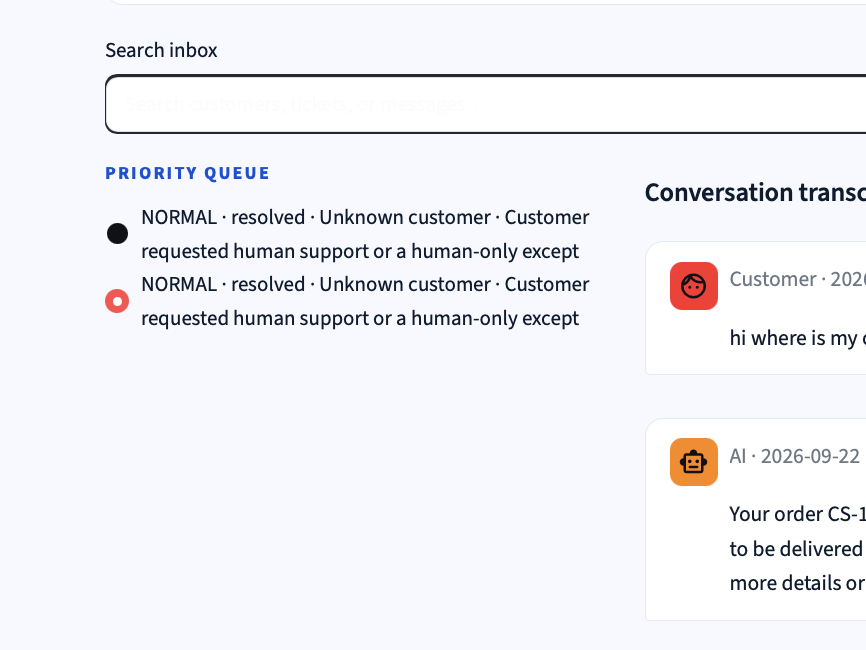 Search inbox
Search customers, tickets, or messages
PRIORITY QUEUE
NORMAL · resolved · Unknown customer · Customer
requested human support or a human-only except
NORMAL · resolved · Unknown customer · Customer
requested human support or a human-only except
Conversation transc
Customer · 2026
hi where is my
AI · 2026-09-22
Your order CS-1
to be delivered
more details or